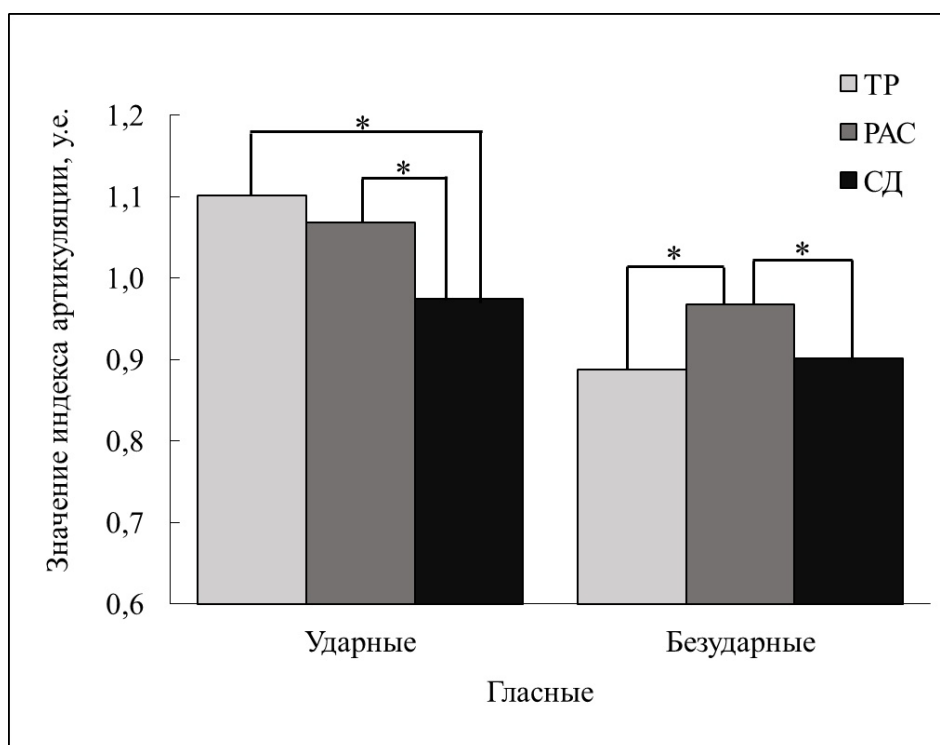 ТР
РАС
СД
Значение индекса артикуляции, у.е.
1,2
1,1
1,0
0,9
0,8
0,7
0,6
*
*
*
*
Ударные
Безударные
Гласные